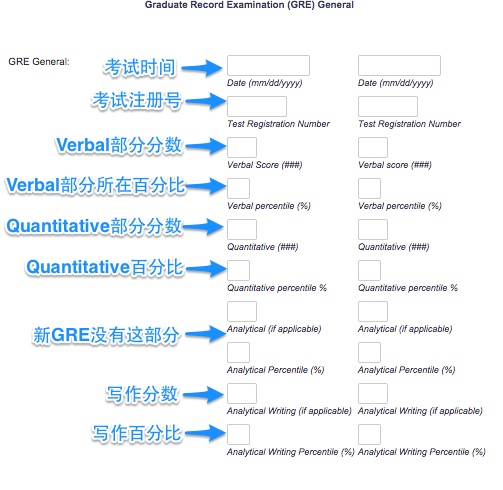 Graduate Record Examination (GRE) General
GRE General:
考试时间
Date (mm/dd/yyyy) Date (mm/dd/yyyy)
考试注册号
Test Registration Number Test Registration Number
Verbal部分分数
Verbal Score (###) Verbal score (###)
Verbal部分所在百分比
Verbal percentile (%) Verbal percentile (%)
Quantitative部分分数
Quantitative (###) Quantitative (###)
Quantitative百分比
Quantitative percentile % Quantitative percentile %
新GRE没有这部分
Analytical (if applicable) Analytical (if applicable)
Analytical Percentile (%) Analytical Percentile (%)
写作分数
Analytical Writing (if applicable) Analytical Writing (if applicable)
写作百分比
Analytical Writing Percentile (%) Analytical Writing Percentile (%)